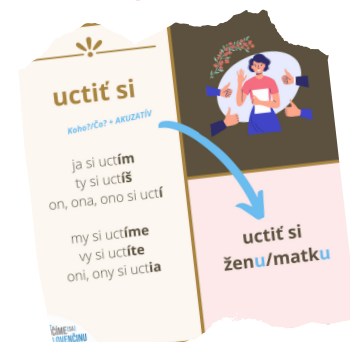 uctiť si
Koho?/Čo? + AKUZATÍV
ja si uctím
ty si uctíš
on, ona, ono si uctí
my si uctíme
vy si uctíte
oni, ony si uctia
uctiť si
ženu/matku